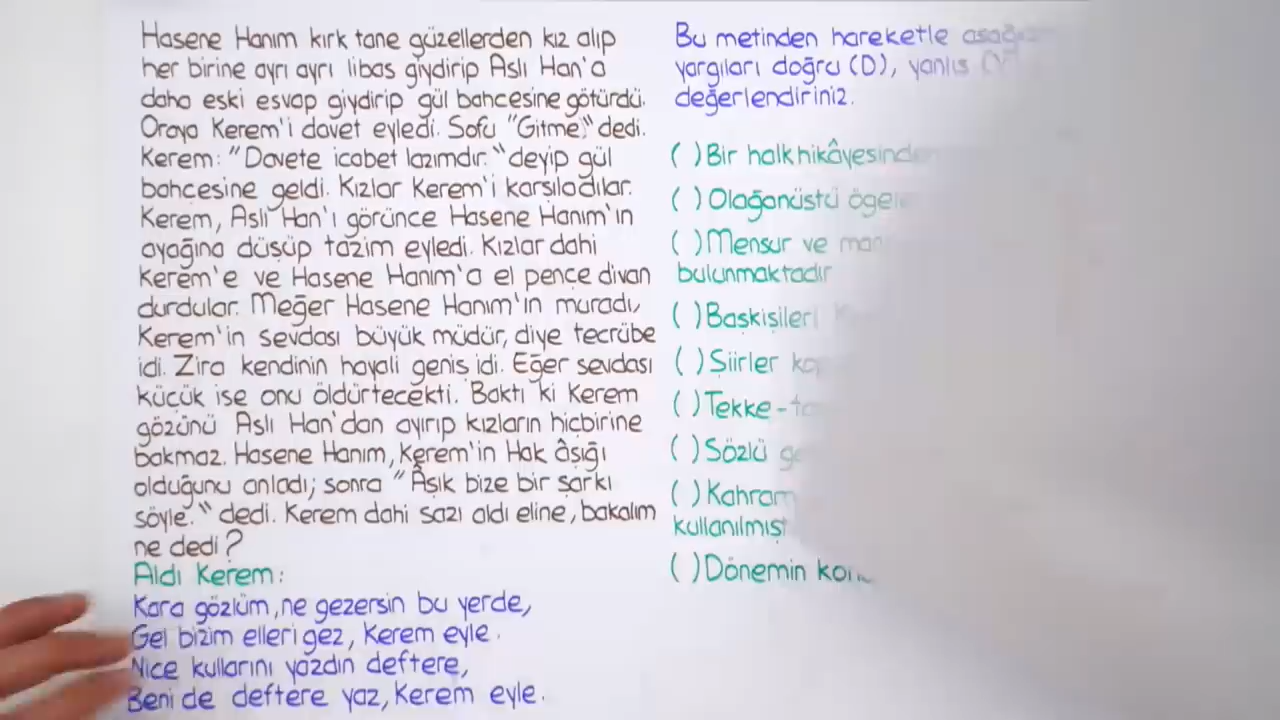 Hasene Hanım kırk tane güzellerden kız alıp
her birine ayrı ayrı libas giydirip Aslı Han'a
daha eski esvap giydirip gül bahçesine götürdü.
Oraya Kerem'i davet eyledi. Sofu "Gitme," dedi.
Kerem: "Davete icabet lazımdır." deyip gül
bahçesine geldi. Kızlar Kerem'i karşıladılar.
Kerem, Aslı Han'ı görünce Hasene Hanım'ın
ayağına düşüp tazim eyledi. Kızlar dahi
Kerem'e ve Hasene Hanım'a el pençe divan
durdular. Meğer Hasene Hanım'ın muradı,
Kerem'in sevdası büyük müdür, diye tecrübe
idi. Zira kendinin hayali geniş idi. Eğer sevdası
küçük ise onu öldürtecekti. Baktı ki Kerem
gözünü Aslı Han'dan ayırıp kızların hiçbirine
bakmaz. Hasene Hanım, Kerem'in Hak âşığı
olduğunu anladı; sonra "Âşık bize bir şarkı
söyle." dedi. Kerem dahi sazı aldı eline, bakalım
ne dedi?
Aldı Kerem:
Kara gözlüm, ne gezersin bu yerde,
Gel bizim elleri gez, Kerem eyle.
Nice kullarını yazdın deftere,
Beni de deftere yaz, Kerem eyle.
Bu metinden hareketle
yargıları doğru (D), yanlış
değerlendiriniz.
( ) Bir halk hikâyesinden
( ) Olağanüstü
( ) Mensur ve
bulunmaktadır
( ) Başkişileri
( ) Şiirler
( ) Tekke -
( ) Sözlü
( )
kullanılmış
( ) Dönemin